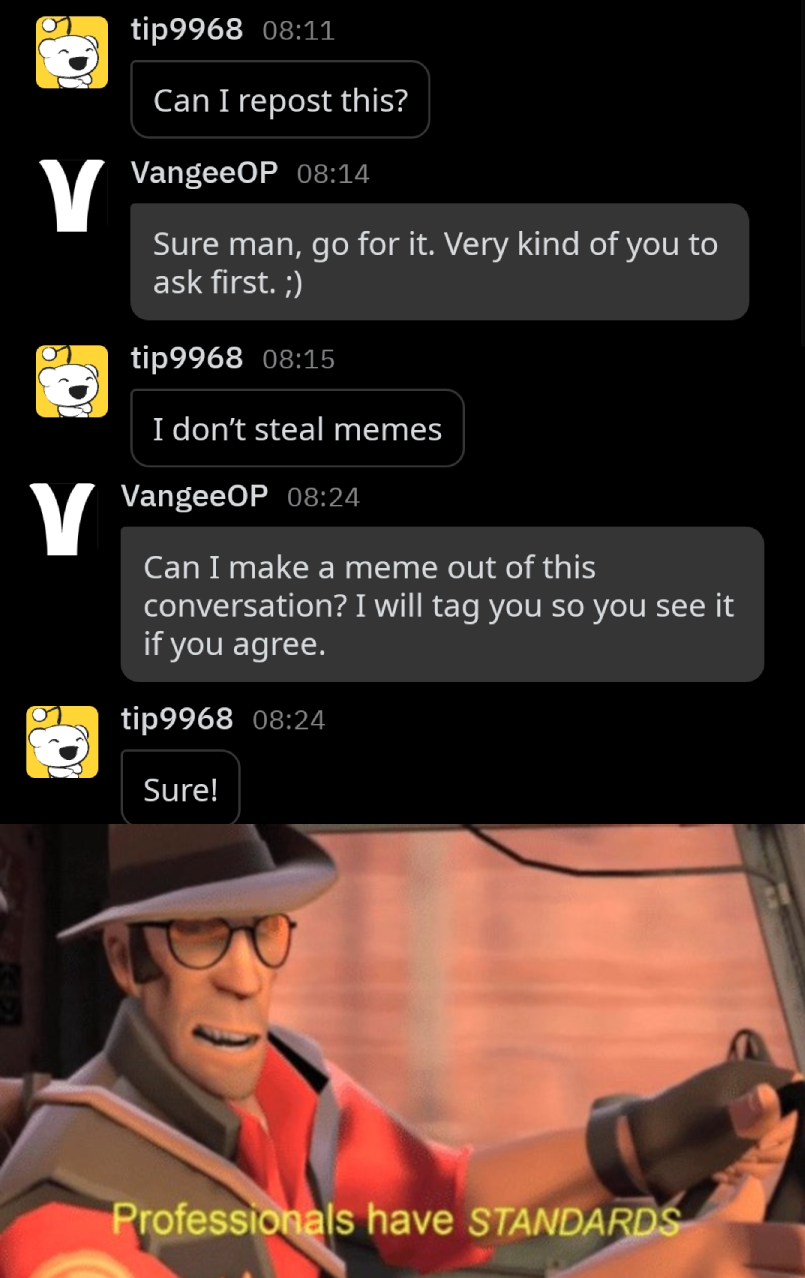 tip9968 08:11
Can I repost this?
VangeeOP 08:14
Sure man, go for it. Very kind of you to
ask first. ;)
tip9968 08:15
I don’t steal memes
VangeeOP 08:24
Can I make a meme out of this
conversation? I will tag you so you see it
if you agree.
tip9968 08:24
Sure!
Professionals have STANDARDS